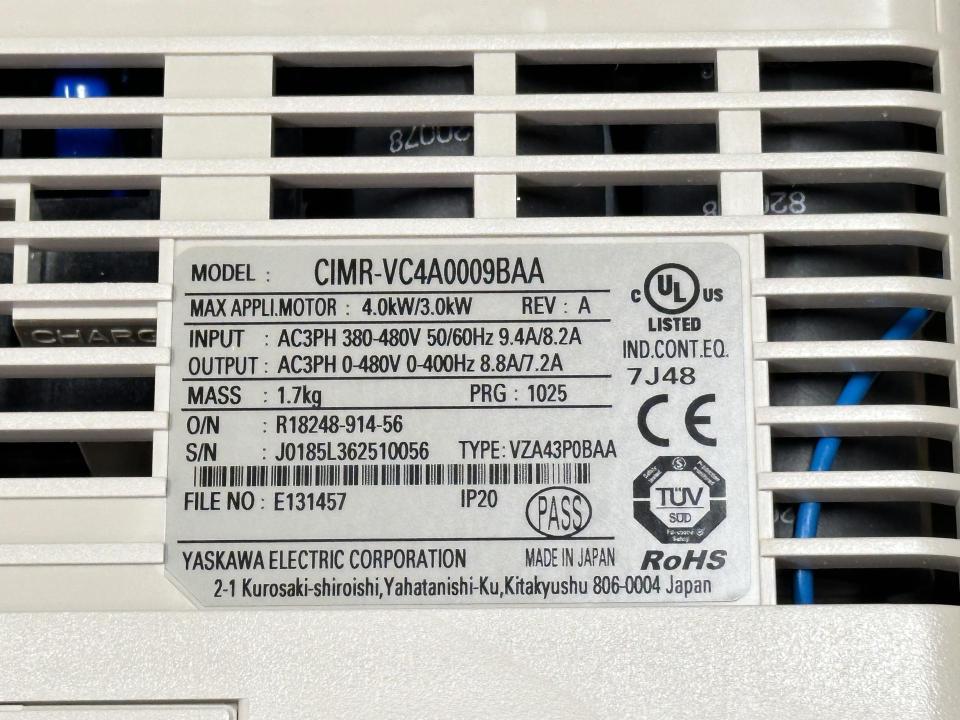 820078
82
CHARG
MODEL : CIMR-VC4A0009BAA
MAX APPLI.MOTOR : 4.0kW/3.0kW REV : A
INPUT : AC3PH 380-480V 50/60Hz 9.4A/8.2A
OUTPUT : AC3PH 0-480V 0-400Hz 8.8A/7.2A
MASS : 1.7kg PRG : 1025
O/N : R18248-914-56
S/N : J0185L362510056 TYPE: VZA43P0BAA
FILE NO : E131457 IP20 PASS
YASKAWA ELECTRIC CORPORATION MADE IN JAPAN
2-1 Kurosaki-shiroishi,Yahatanishi-Ku,Kitakyushu 806-0004 Japan
C UL US
LISTED
IND.CONT.EQ.
7J48
CE
TÜV
SÜD
RoHS